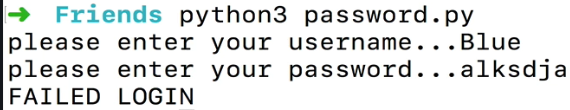 ➜ Friends python3 password.py
please enter your username...Blue
please enter your password...alksdja
FAILED LOGIN